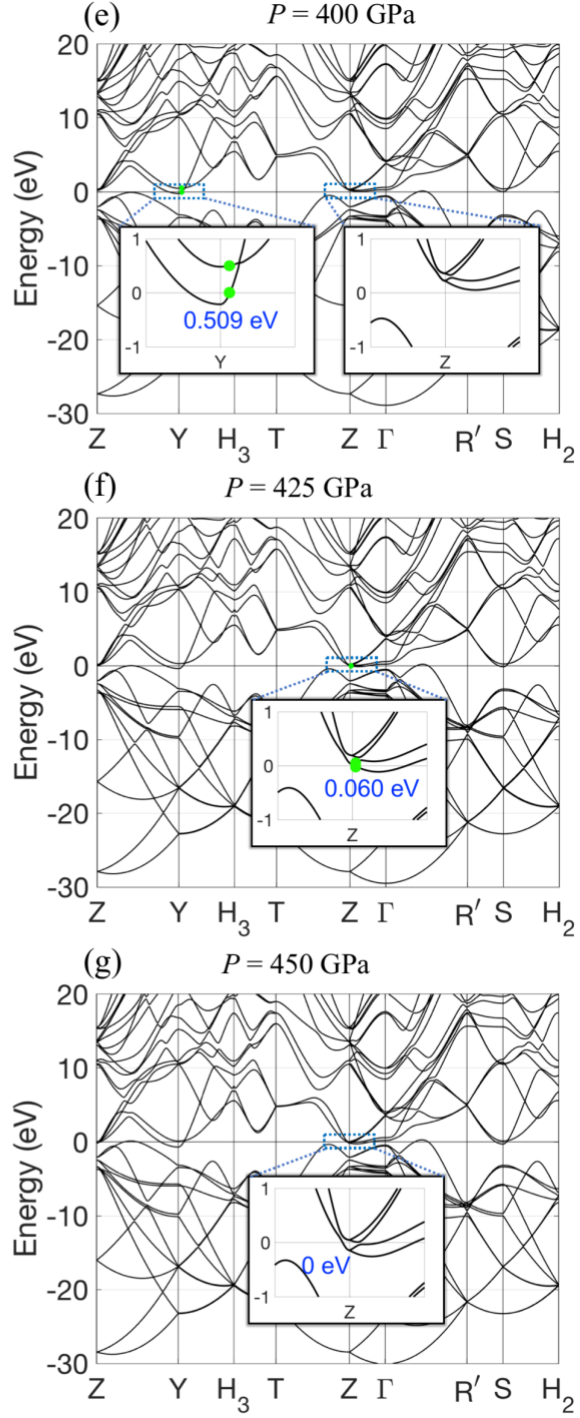 (e) P = 400 GPa
20
10
0
-10
-20
-30
Energy (eV)
1
0
-1
0.509 eV
Y
1
0
-1
Z
Z Y H3 T Z Γ R′ S H2
(f) P = 425 GPa
20
10
0
-10
-20
-30
Energy (eV)
1
0
-1
0.060 eV
Z
Z Y H3 T Z Γ R′ S H2
(g) P = 450 GPa
20
10
0
-10
-20
-30
Energy (eV)
1
0
-1
0 eV
Z
Z Y H3 T Z Γ R′ S H2